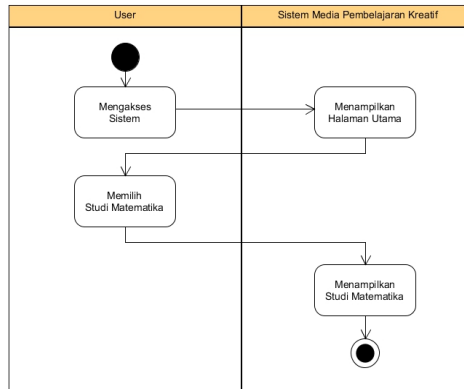 User
Sistem Media Pembelajaran Kreatif
Mengakses
Sistem
Menampilkan
Halaman Utama
Memilih
Studi Matematika
Menampilkan
Studi Matematika